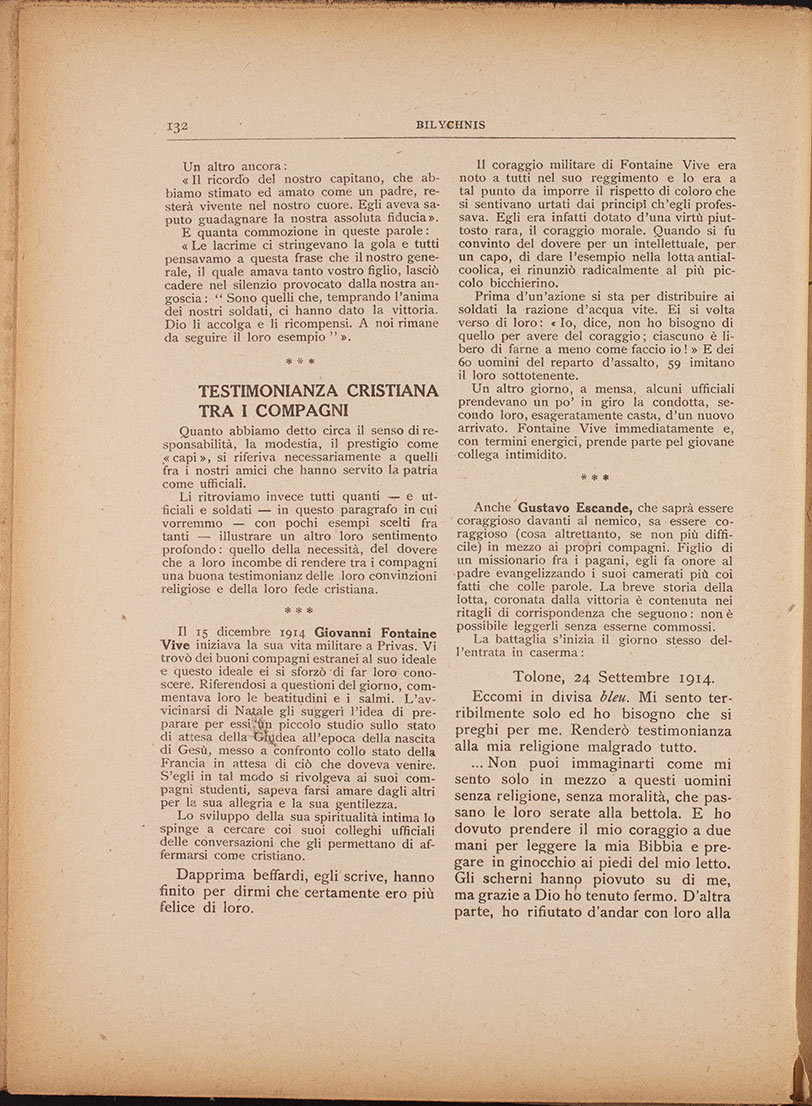 132
BILYCHNIS
Un altro ancora:
« Il ricordo del nostro capitano, che ab-
biamo stimato ed amato come un padre, re-
sterà vivente nel nostro cuore. Egli aveva sa-
puto guadagnare la nostra assoluta fiducia».
E quanta commozione in queste parole:
« Le lacrime ci stringevano la gola e tutti
pensavamo a questa frase che il nostro gene-
rale, il quale amava tanto vostro figlio, lasciò
cadere nel silenzio provocato dalla nostra an-
goscia: “ Sono quelli che, temprando l'anima
dei nostri soldati, ci hanno dato la vittoria.
Dio li accolga e li ricompensi. A noi rimane
da seguire il loro esempio ” ».
* * *
TESTIMONIANZA CRISTIANA
TRA I COMPAGNI
Quanto abbiamo detto circa il senso di re-
sponsabilità, la modestia, il prestigio come
« capi », si riferiva necessariamente a quelli
fra i nostri amici che hanno servito la patria
come ufficiali.
Li ritroviamo invece tutti quanti — e uf-
ficiali e soldati — in questo paragrafo in cui
vorremmo — con pochi esempi scelti fra
tanti — illustrare un altro loro sentimento
profondo: quello della necessità, del dovere
che a loro incombe di rendere tra i compagni
una buona testimonianz delle loro convinzioni
religiose e della loro fede cristiana.
* * *
Il 15 dicembre 1914 Giovanni Fontaine
Vive iniziava la sua vita militare a Privas. Vi
trovò dei buoni compagni estranei al suo ideale
e questo ideale ei si sforzò di far loro cono-
scere. Riferendosi a questioni del giorno, com-
mentava loro le beatitudini e i salmi. L'av-
vicinarsi di Natale gli suggerì l'idea di pre-
parare per essi un piccolo studio sullo stato
di attesa della Giudea all'epoca della nascita
di Gesù, messo a confronto collo stato della
Francia in attesa di ciò che doveva venire.
S'egli in tal modo si rivolgeva ai suoi com-
pagni studenti, sapeva farsi amare dagli altri
per la sua allegria e la sua gentilezza.
Lo sviluppo della sua spiritualità intima lo
spinge a cercare coi suoi colleghi ufficiali
delle conversazioni che gli permettano di af-
fermarsi come cristiano.
Dapprima beffardi, egli scrive, hanno
finito per dirmi che certamente ero più
felice di loro.
Il coraggio militare di Fontaine Vive era
noto a tutti nel suo reggimento e lo era a
tal punto da imporre il rispetto di coloro che
si sentivano urtati dai principî ch'egli profes-
sava. Egli era infatti dotato d'una virtù piut-
tosto rara, il coraggio morale. Quando si fu
convinto del dovere per un intellettuale, per
un capo, di dare l'esempio nella lotta antial-
coolica, ei rinunziò radicalmente al più pic-
colo bicchierino.
Prima d'un'azione si sta per distribuire ai
soldati la razione d'acqua vite. Ei si volta
verso di loro: « Io, dice, non ho bisogno di
quello per avere del coraggio; ciascuno è li-
bero di farne a meno come faccio io! » E dei
60 uomini del reparto d'assalto, 59 imitano
il loro sottotenente.
Un altro giorno, a mensa, alcuni ufficiali
prendevano un po' in giro la condotta, se-
condo loro, esageratamente casta, d'un nuovo
arrivato. Fontaine Vive immediatamente e,
con termini energici, prende parte pel giovane
collega intimidito.
* * *
Anche Gustavo Escande, che saprà essere
coraggioso davanti al nemico, sa essere co-
raggioso (cosa altrettanto, se non più diffi-
cile) in mezzo ai propri compagni. Figlio di
un missionario fra i pagani, egli fa onore al
padre evangelizzando i suoi camerati più coi
fatti che colle parole. La breve storia della
lotta, coronata dalla vittoria è contenuta nei
ritagli di corrispondenza che seguono: non è
possibile leggerli senza esserne commossi.
La battaglia s'inizia il giorno stesso del-
l'entrata in caserma:
Tolone, 24 Settembre 1914.
Eccomi in divisa bleu. Mi sento ter-
ribilmente solo ed ho bisogno che si
preghi per me. Renderò testimonianza
alla mia religione malgrado tutto.
... Non puoi immaginarti come mi
sento solo in mezzo a questi uomini
senza religione, senza moralità, che pas-
sano le loro serate alla bettola. E ho
dovuto prendere il mio coraggio a due
mani per leggere la mia Bibbia e pre-
gare in ginocchio ai piedi del mio letto.
Gli scherni hanno piovuto su di me,
ma grazie a Dio ho tenuto fermo. D'altra
parte, ho rifiutato d'andar con loro alla